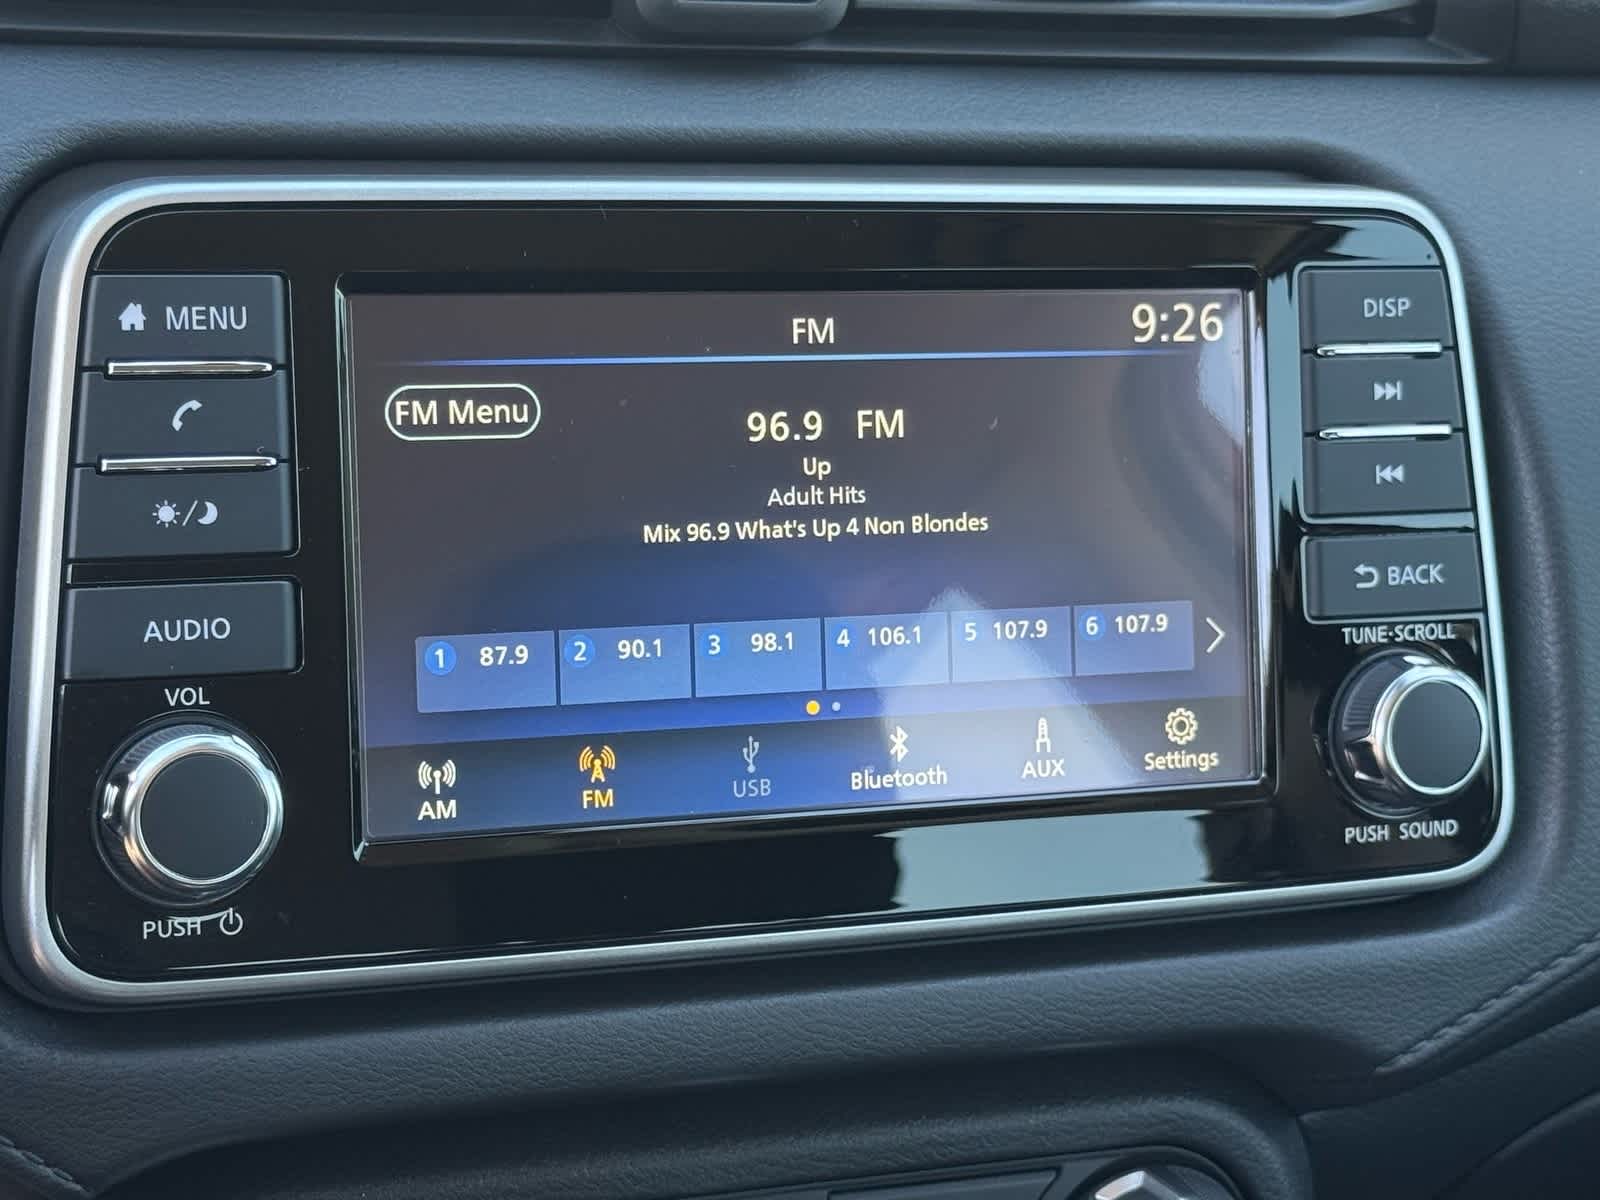 MENU
AUDIO
VOL
PUSH
FM
9:26
FM Menu
96.9 FM
Up
Adult Hits
Mix 96.9 What's Up 4 Non Blondes
1 87.9
2 90.1
3 98.1
4 106.1
5 107.9
6 107.9
AM
FM
USB
Bluetooth
AUX
Settings
DISP
BACK
TUNE·SCROLL
PUSH SOUND